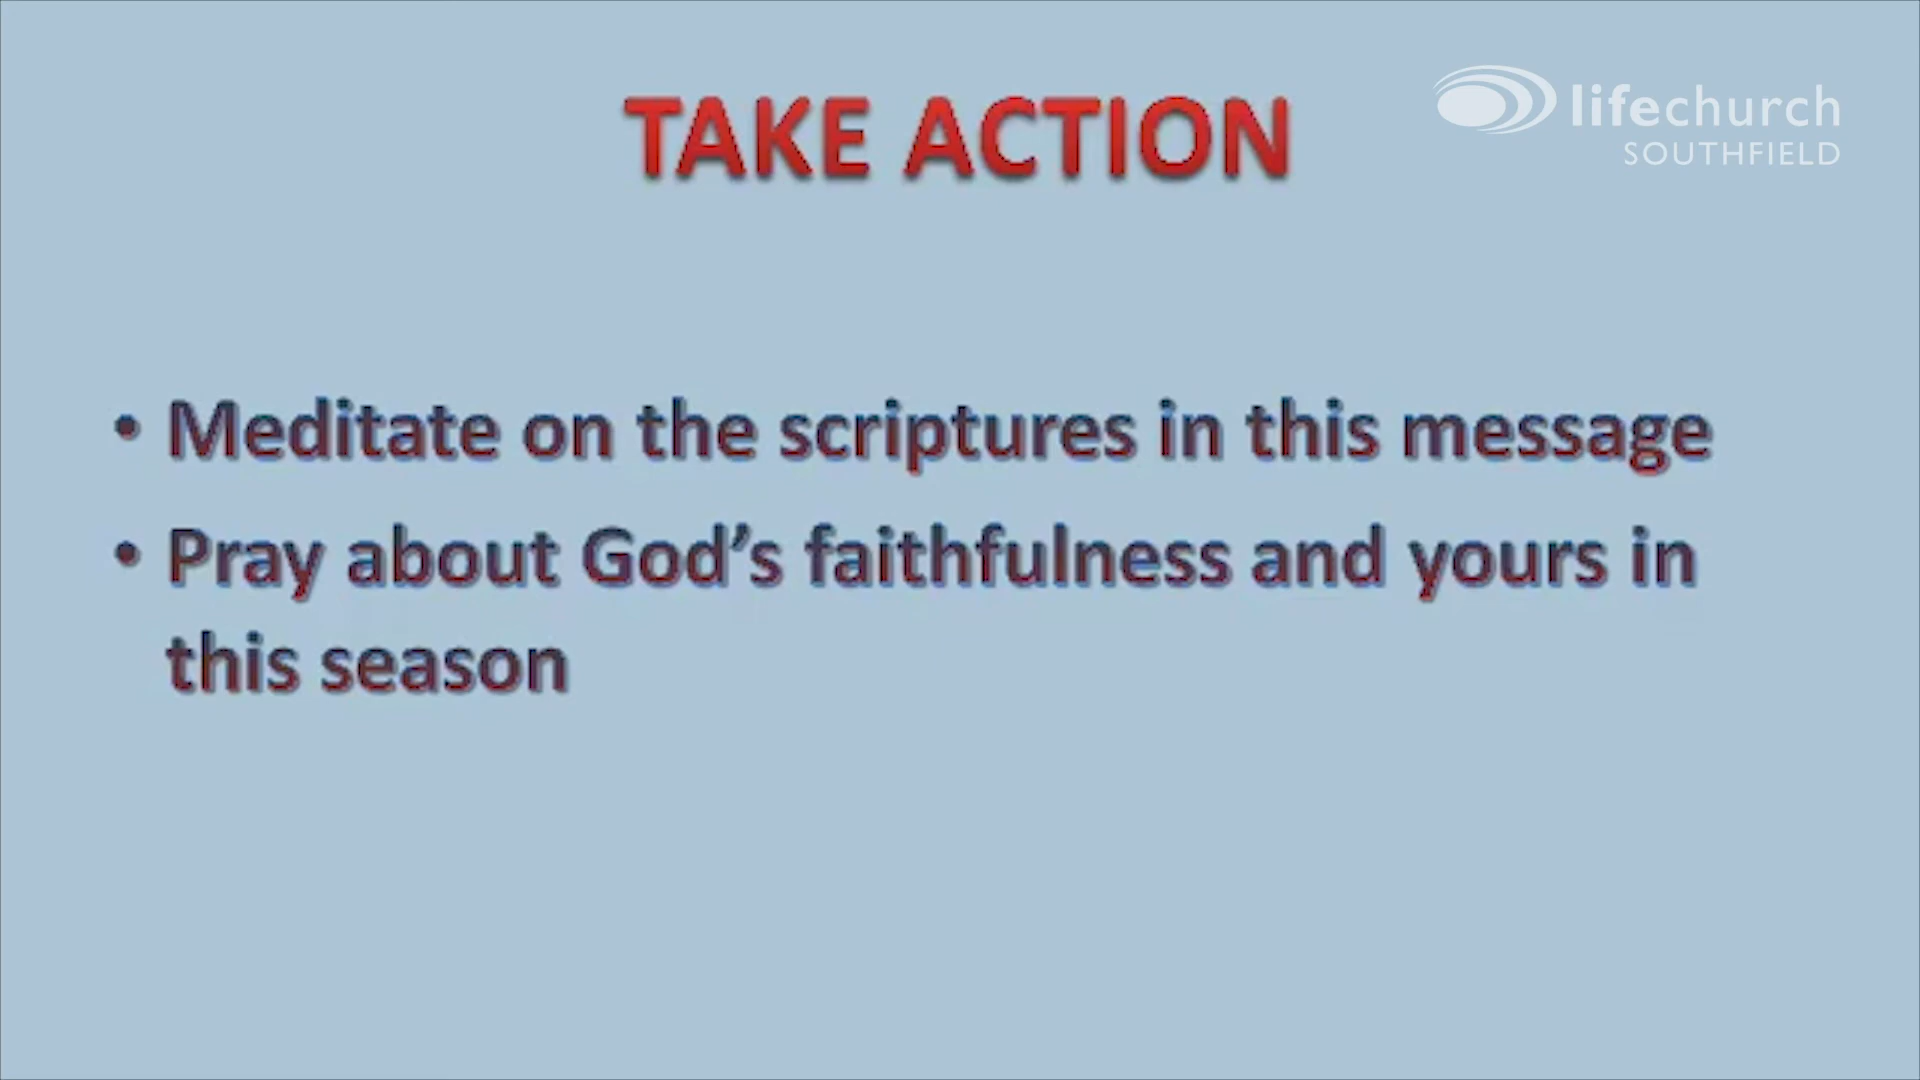 TAKE ACTION
lifechurch
SOUTHFIELD
• Meditate on the scriptures in this message
• Pray about God’s faithfulness and yours in
this season